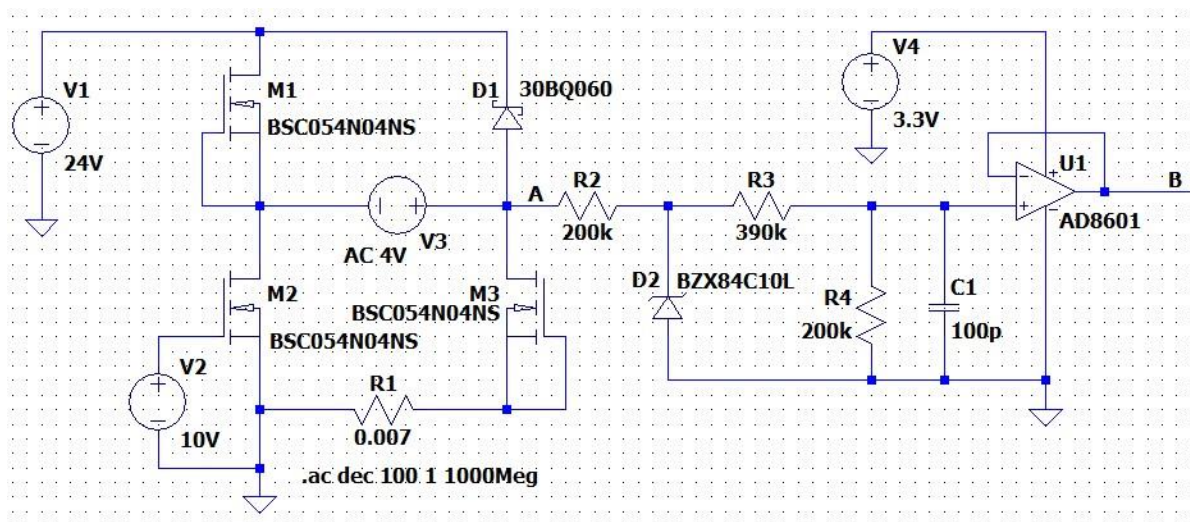 V1
24V
M1
BSC054N04NS
D1
30BQ060
V4
3.3V
A
R2
200k
R3
390k
U1
AD8601
B
AC 4V
V3
M2
BSC054N04NS
M3
BSC054N04NS
D2
BZX84C10L
R4
200k
C1
100p
V2
10V
R1
0.007
.ac dec 100 1 1000Meg